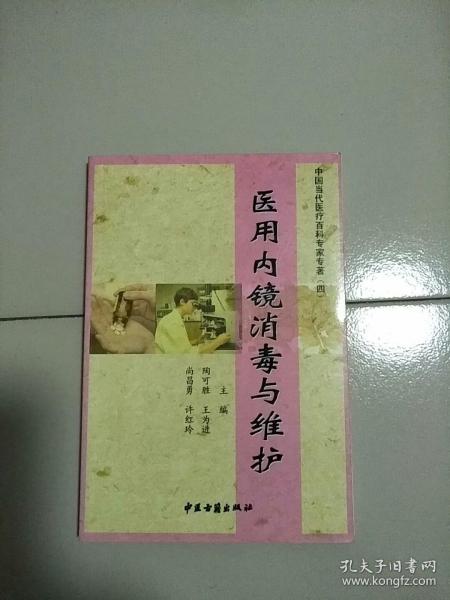 中国当代医疗百科专家专著（四）
医用内镜消毒与维护
主编
陶可胜 王为进
尚昌勇 许红玲
中医古籍出版社
孔夫子旧书网
www.kongfz.com